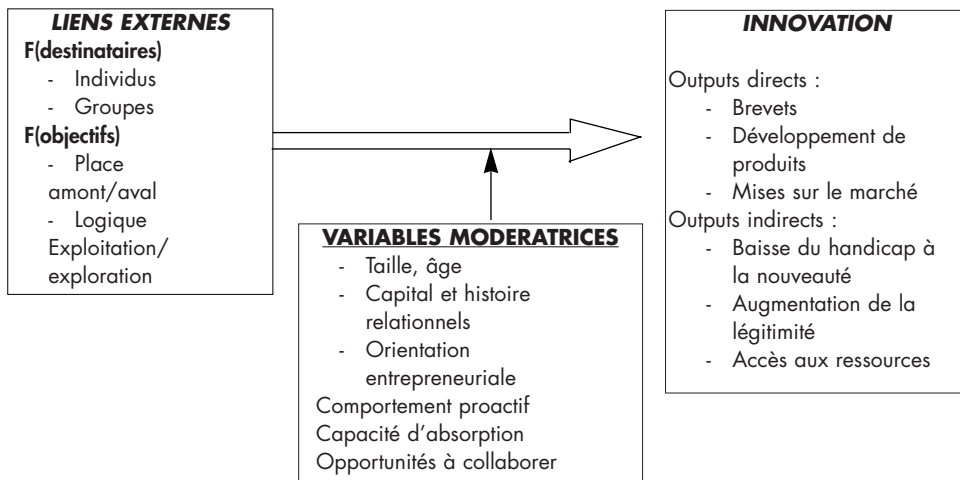 LIENS EXTERNES
F(destinataires)
- Individus
- Groupes
F(objectifs)
- Place
amont/aval
- Logique
Exploitation/
exploration
VARIABLES MODERATRICES
- Taille, âge
- Capital et histoire
relationnels
- Orientation
entrepreneuriale
Comportement proactif
Capacité d'absorption
Opportunités à collaborer
INNOVATION
Outputs directs :
- Brevets
- Développement de
produits
- Mises sur le marché
Outputs indirects :
- Baisse du handicap à
la nouveauté
- Augmentation de la
légitimité
- Accès aux ressources